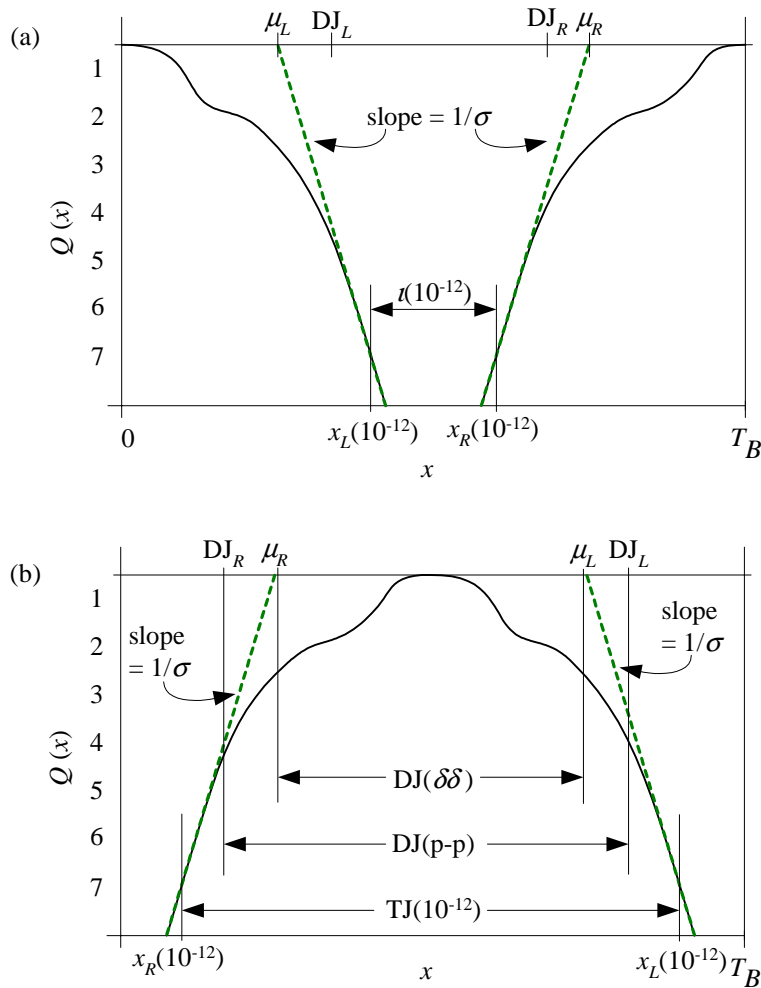 (a)
μ_L DJ_L DJ_R μ_R
1
2
3
4
5
6
7
Q (x)
slope = 1/σ
ι(10^-12)
0 x_L(10^-12) x_R(10^-12) T_B
x
(b)
DJ_R μ_R μ_L DJ_L
1
2
3
4
5
6
7
Q (x)
slope
= 1/σ
slope
= 1/σ
DJ(δδ)
DJ(p-p)
TJ(10^-12)
x_R(10^-12) x x_L(10^-12) T_B